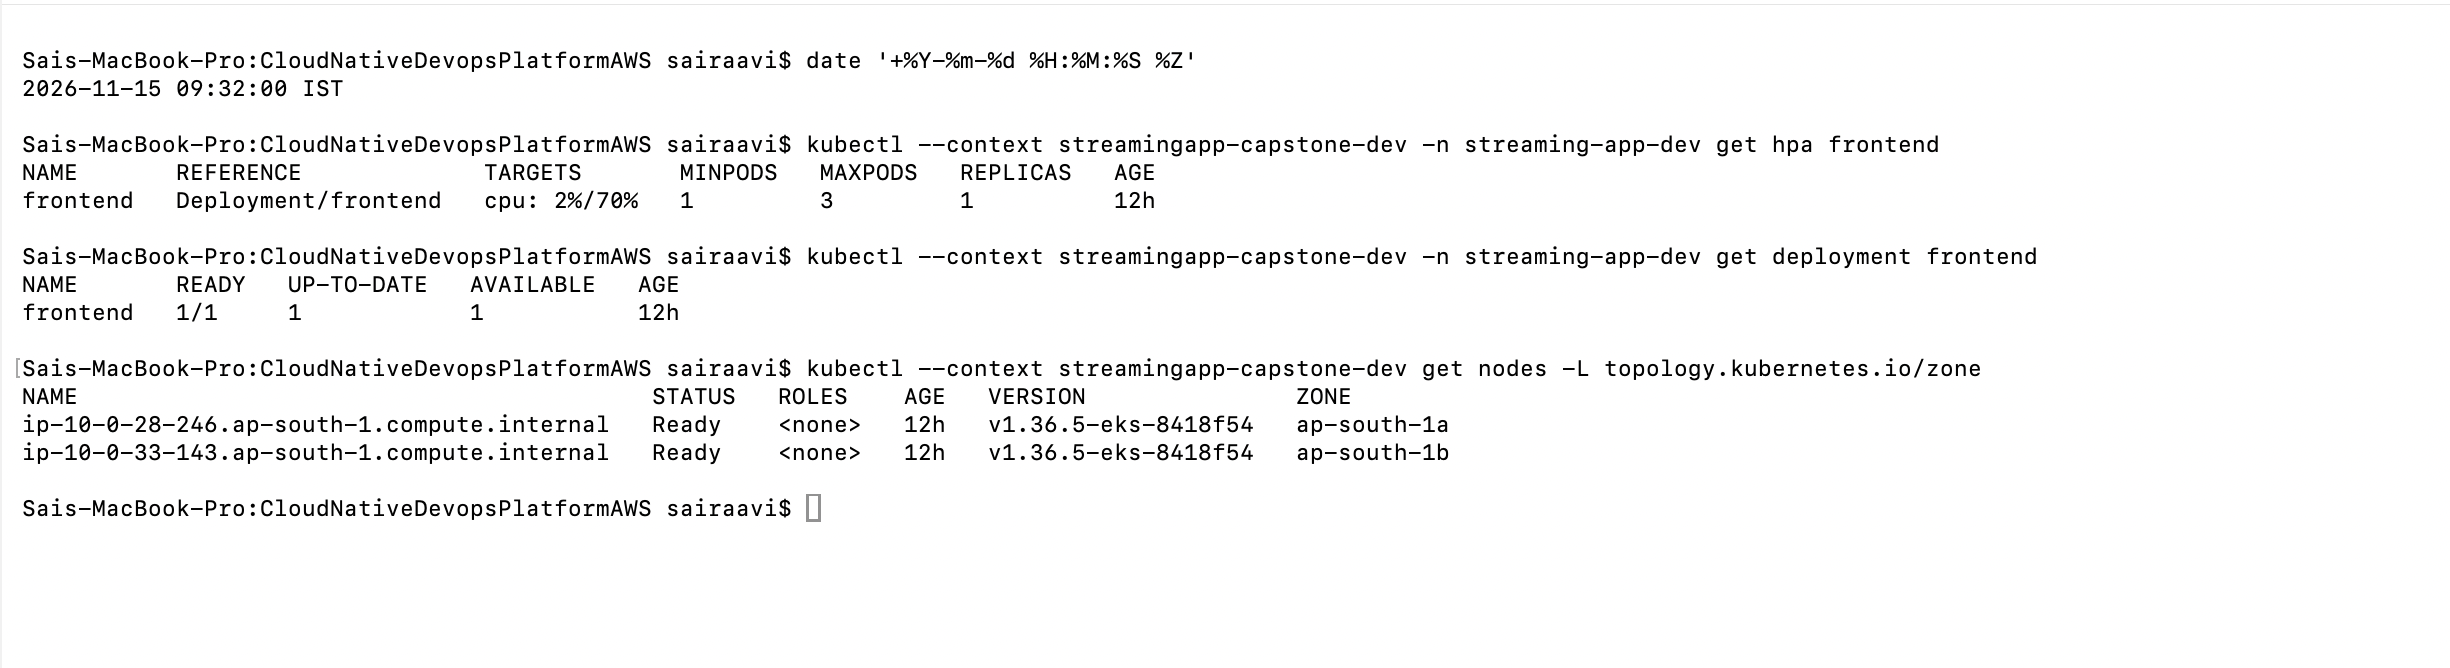 Sais-MacBook-Pro:CloudNativeDevopsPlatformAWS sairaavi$ date '+%Y-%m-%d %H:%M:%S %Z'
2026-11-15 09:32:00 IST
Sais-MacBook-Pro:CloudNativeDevopsPlatformAWS sairaavi$ kubectl --context streamingapp-capstone-dev -n streaming-app-dev get hpa frontend
NAME       REFERENCE             TARGETS       MINPODS   MAXPODS   REPLICAS   AGE
frontend   Deployment/frontend   cpu: 2%/70%   1         3         1          12h
Sais-MacBook-Pro:CloudNativeDevopsPlatformAWS sairaavi$ kubectl --context streamingapp-capstone-dev -n streaming-app-dev get deployment frontend
NAME       READY   UP-TO-DATE   AVAILABLE   AGE
frontend   1/1     1            1           12h
[Sais-MacBook-Pro:CloudNativeDevopsPlatformAWS sairaavi$ kubectl --context streamingapp-capstone-dev get nodes -L topology.kubernetes.io/zone
NAME                                         STATUS   ROLES    AGE   VERSION               ZONE
ip-10-0-28-246.ap-south-1.compute.internal   Ready    <none>   12h   v1.36.5-eks-8418f54   ap-south-1a
ip-10-0-33-143.ap-south-1.compute.internal   Ready    <none>   12h   v1.36.5-eks-8418f54   ap-south-1b
Sais-MacBook-Pro:CloudNativeDevopsPlatformAWS sairaavi$